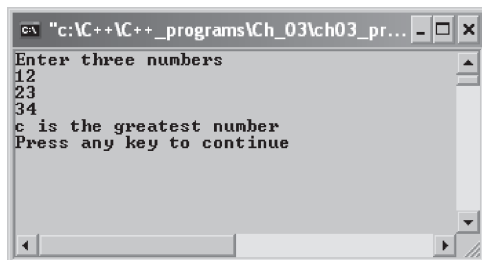 "c:\C++\C++_programs\Ch_03\ch03_pr...
Enter three numbers
12
23
34
c is the greatest number
Press any key to continue